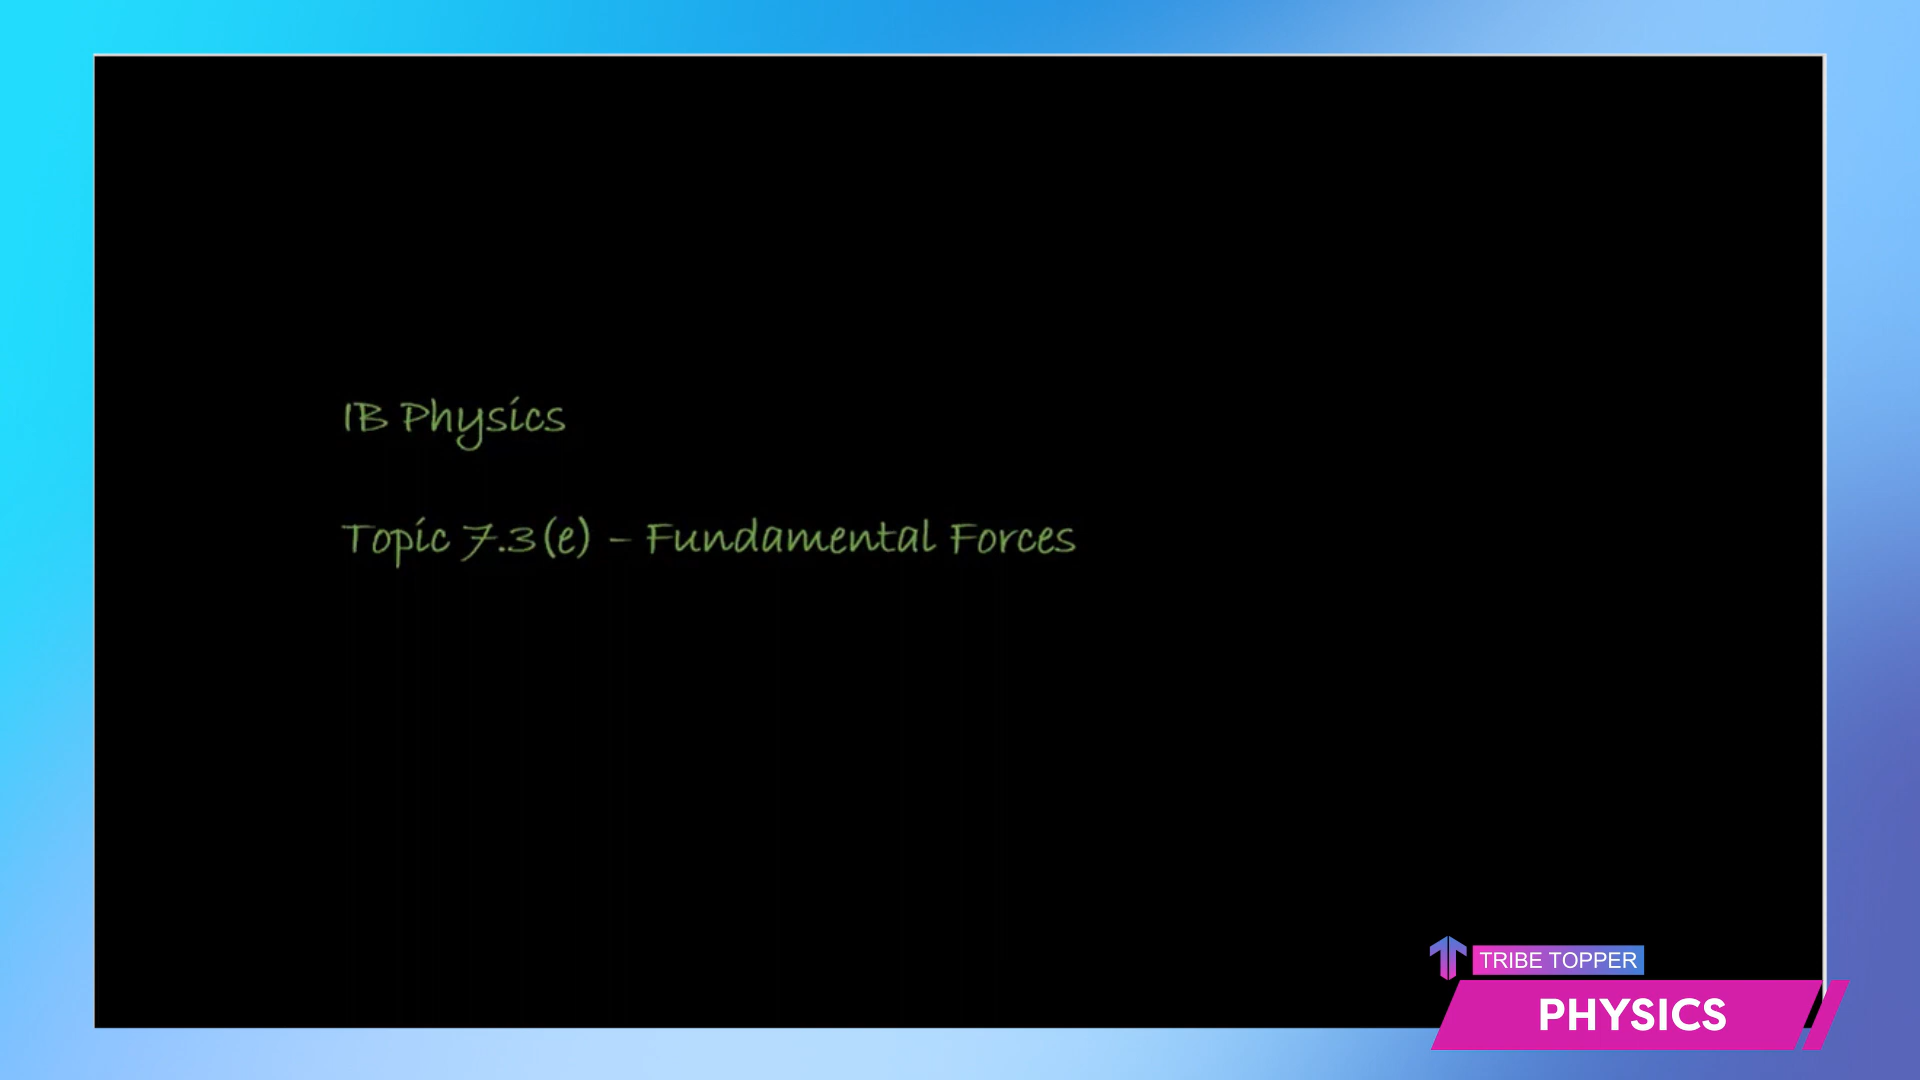 IB Physics
Topic 7.3(e) – Fundamental Forces
TRIBE TOPPER
PHYSICS